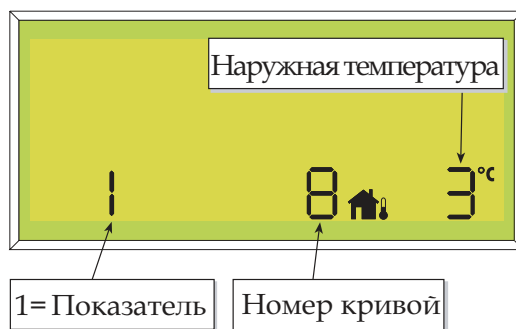 Наружная температура
1 8 3 °C
1= Показатель
Номер кривой